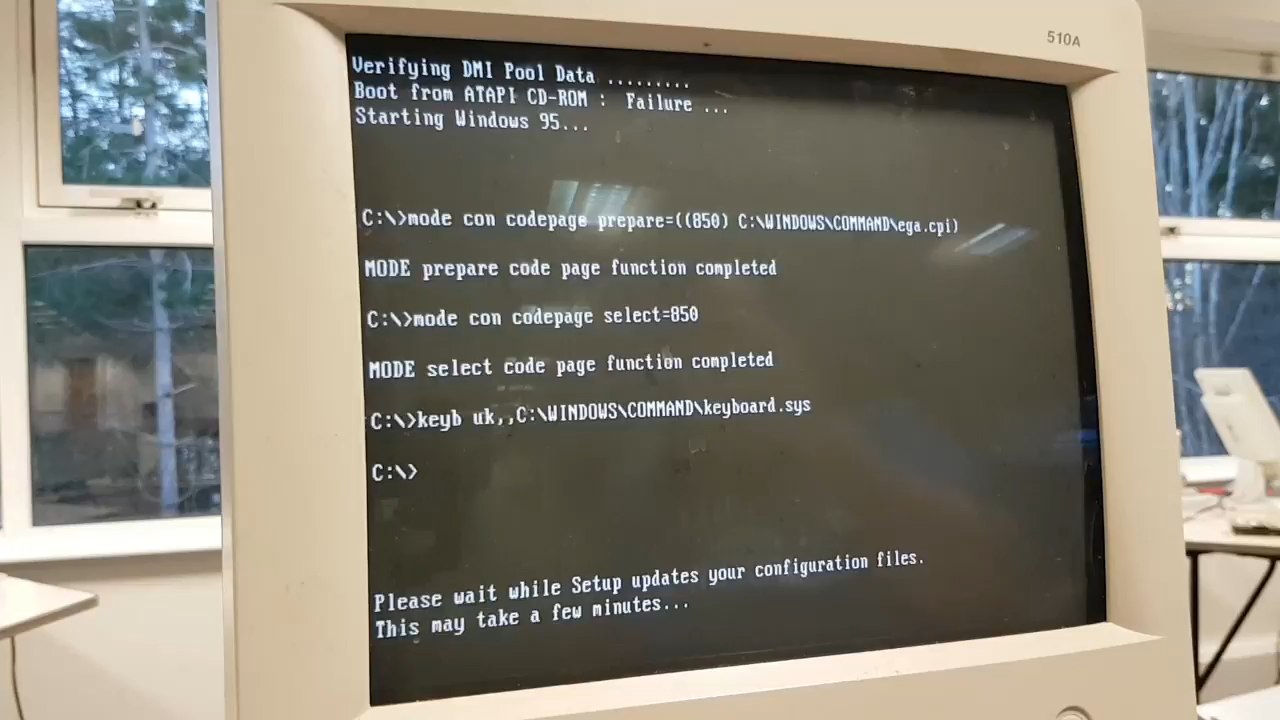 510A
Verifying DMI Pool Data .........
Boot from ATAPI CD-ROM :  Failure ...
Starting Windows 95...
C:\>mode con codepage prepare=((850) C:\WINDOWS\COMMAND\ega.cpi)
MODE prepare code page function completed
C:\>mode con codepage select=850
MODE select code page function completed
C:\>keyb uk,,C:\WINDOWS\COMMAND\keyboard.sys
C:\>
Please wait while Setup updates your configuration files.
This may take a few minutes...